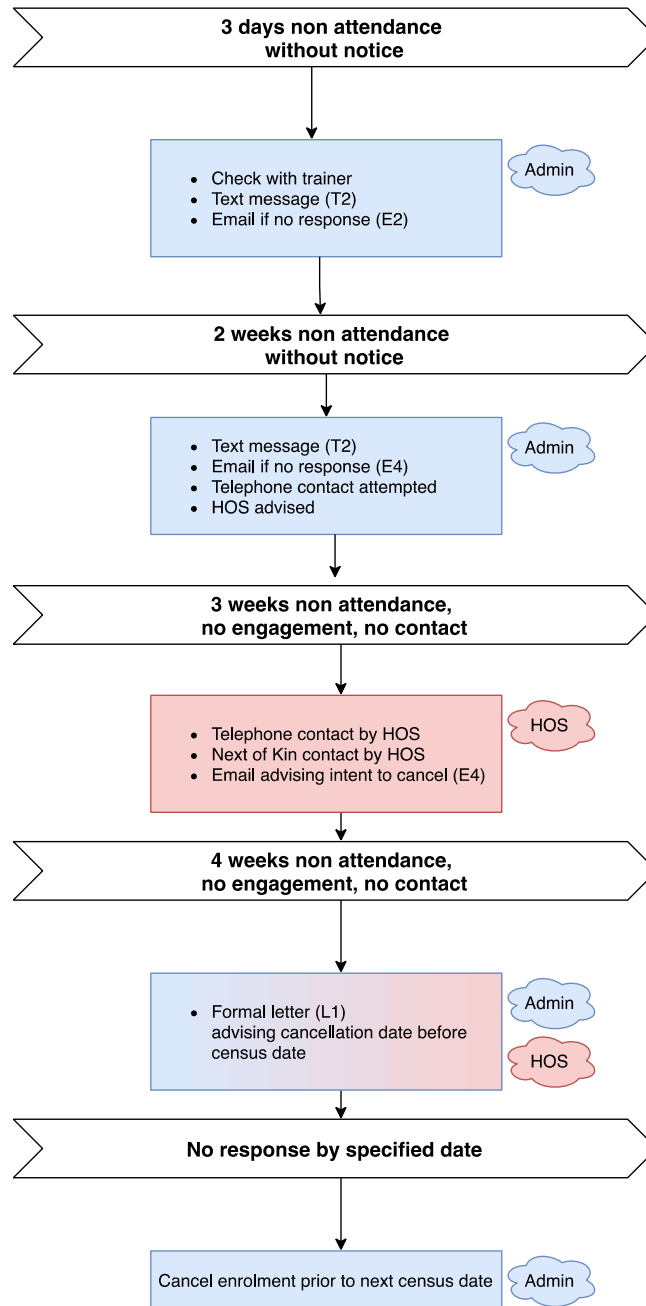 3 days non attendance
without notice
Admin
• Check with trainer
• Text message (T2)
• Email if no response (E2)
2 weeks non attendance
without notice
Admin
• Text message (T2)
• Email if no response (E4)
• Telephone contact attempted
• HOS advised
3 weeks non attendance,
no engagement, no contact
HOS
• Telephone contact by HOS
• Next of Kin contact by HOS
• Email advising intent to cancel (E4)
4 weeks non attendance,
no engagement, no contact
Admin
• Formal letter (L1)
advising cancellation date before
census date
HOS
No response by specified date
Cancel enrolment prior to next census date
Admin